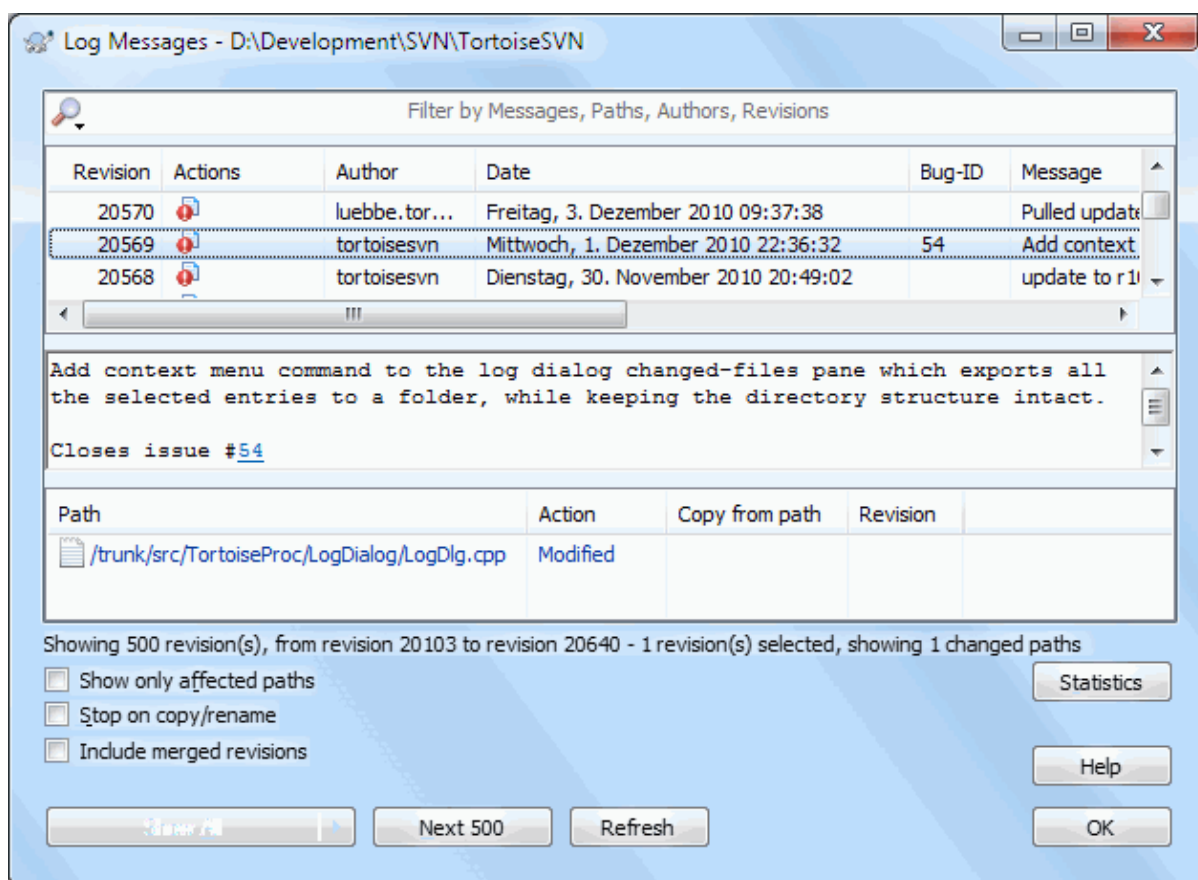 Log Messages - D:\Development\SVN\TortoiseSVN
Filter by Messages, Paths, Authors, Revisions
Revision Actions Author Date Bug-ID Message
20570 luebbe.tor... Freitag, 3. Dezember 2010 09:37:38 Pulled update
20569 tortoisesvn Mittwoch, 1. Dezember 2010 22:36:32 54 Add context
20568 tortoisesvn Dienstag, 30. November 2010 20:49:02 update to
Add context menu command to the log dialog changed-files pane which exports all
the selected entries to a folder, while keeping the directory structure intact.
Closes issue #54
Path Action Copy from path Revision
/trunk/src/TortoiseProc/LogDialog/LogDlg.cpp Modified
Showing 500 revision(s), from revision 20103 to revision 20640 - 1 revision(s) selected, showing 1 changed paths
Show only affected paths
Statistics
Stop on copy/rename
Include merged revisions
Help
Show All Next 500 Refresh OK